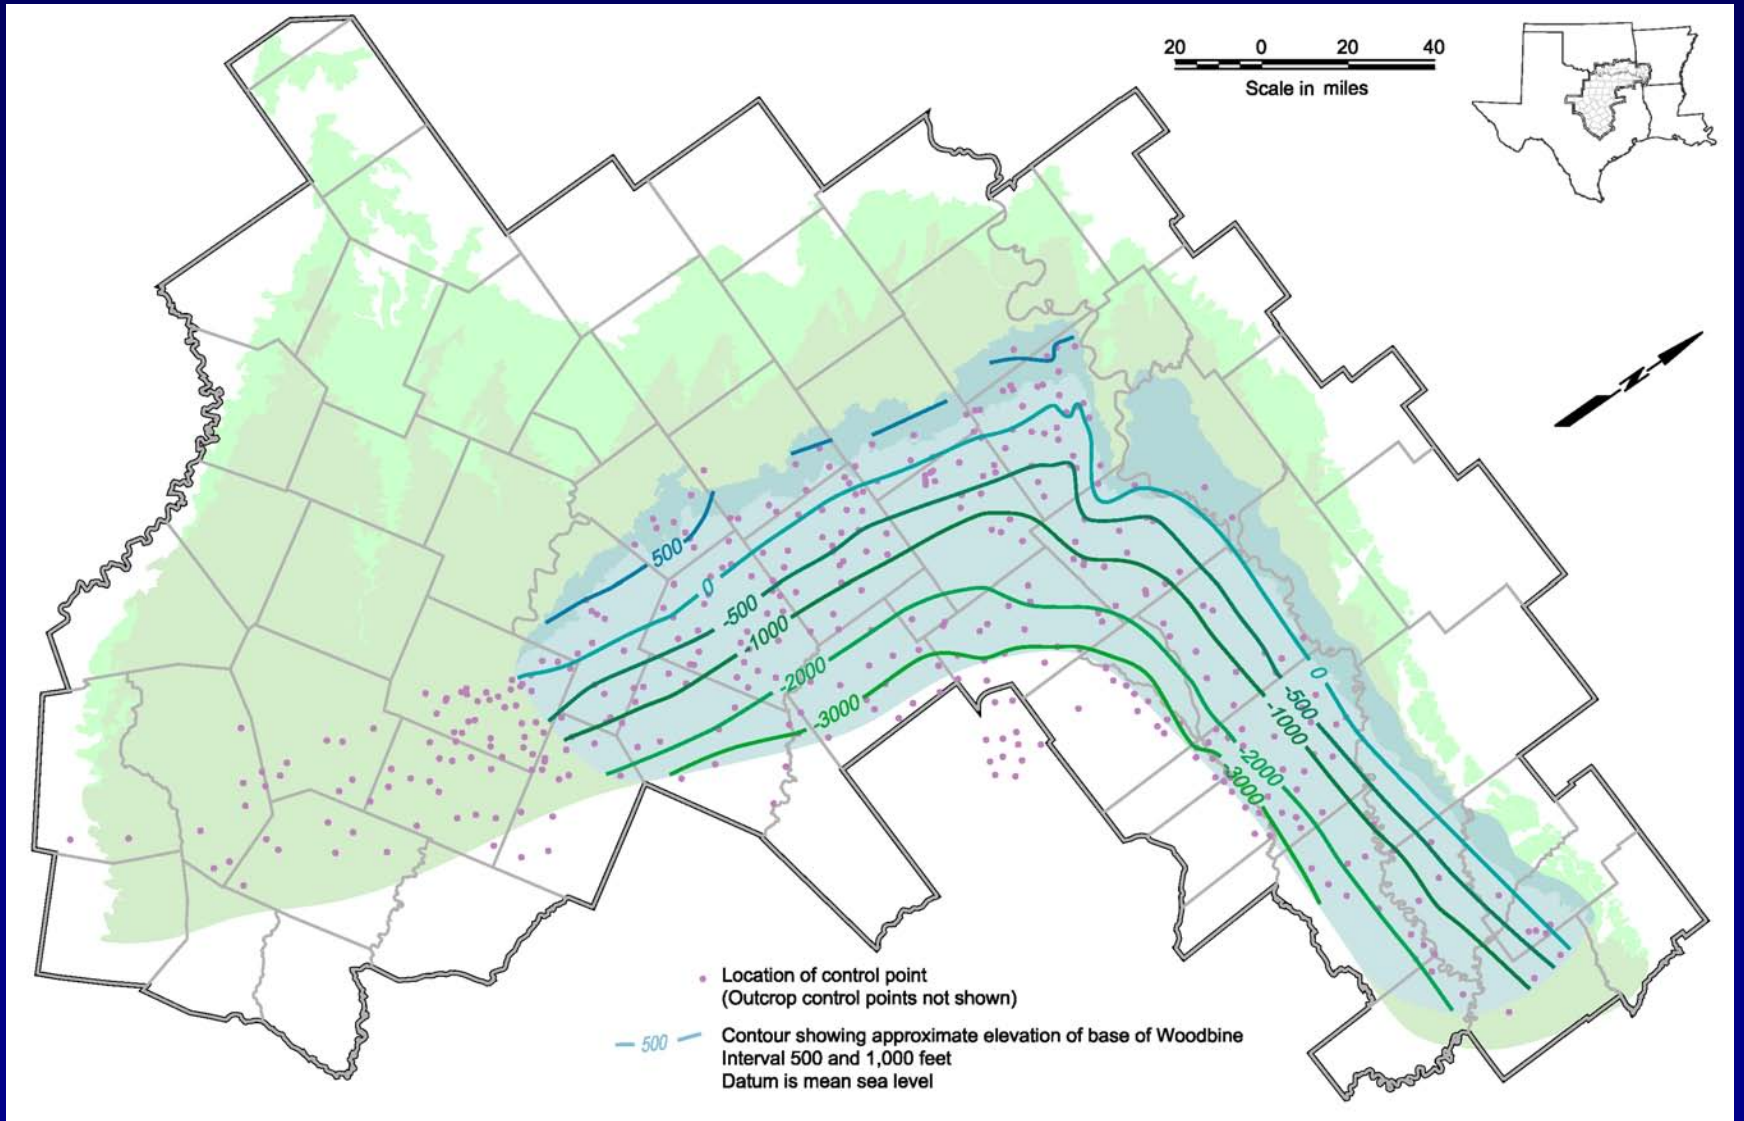 20 0 20 40
Scale in miles
N
500
0
-500
-1000
-2000
-3000
0
-500
-1000
-2000
-3000
Location of control point
(Outcrop control points not shown)
500
Contour showing approximate elevation of base of Woodbine
Interval 500 and 1,000 feet
Datum is mean sea level